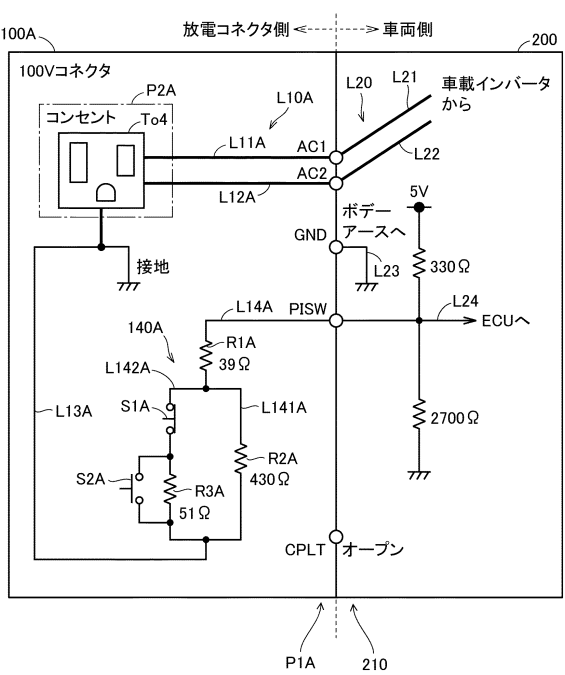 放電コネクタ側
車両側
100A
200
100Vコネクタ
P2A
コンセント
To4
L10A
L20
L21
車載インバータ
から
L11A
AC1
L22
L12A
AC2
5V
ボデー
アースへ
GND
L23
330Ω
接地
L14A
PISW
L24
ECUへ
140A
R1A
39Ω
L142A
L13A
S1A
L141A
2700Ω
S2A
R3A
51Ω
R2A
430Ω
CPLT
オープン
P1A
210